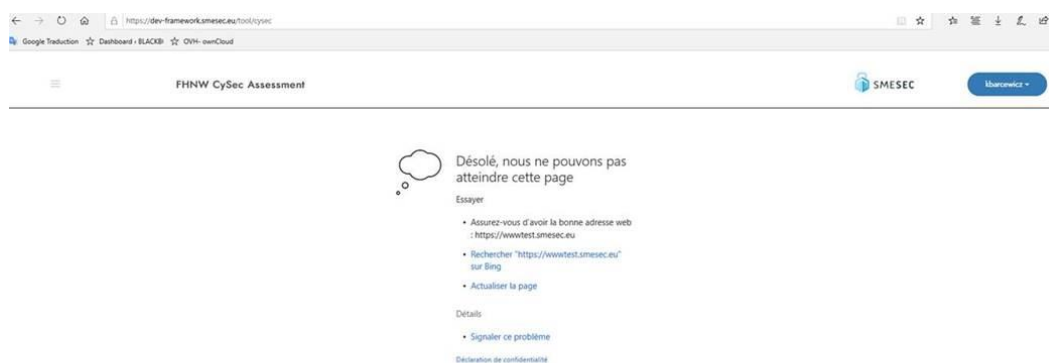 https://dev-framework.smesec.eu/tool/cysec
Google Traduction Dashboard ‹ BLACKB OVH- ownCloud
FHNW CySec Assessment SMESEC kbarcewicz
Désolé, nous ne pouvons pas
atteindre cette page
Essayer
• Assurez-vous d'avoir la bonne adresse web
: https://wwwtest.smesec.eu
• Rechercher "https://wwwtest.smesec.eu"
sur Bing
• Actualiser la page
Détails
• Signaler ce problème
Déclaration de confidentialité